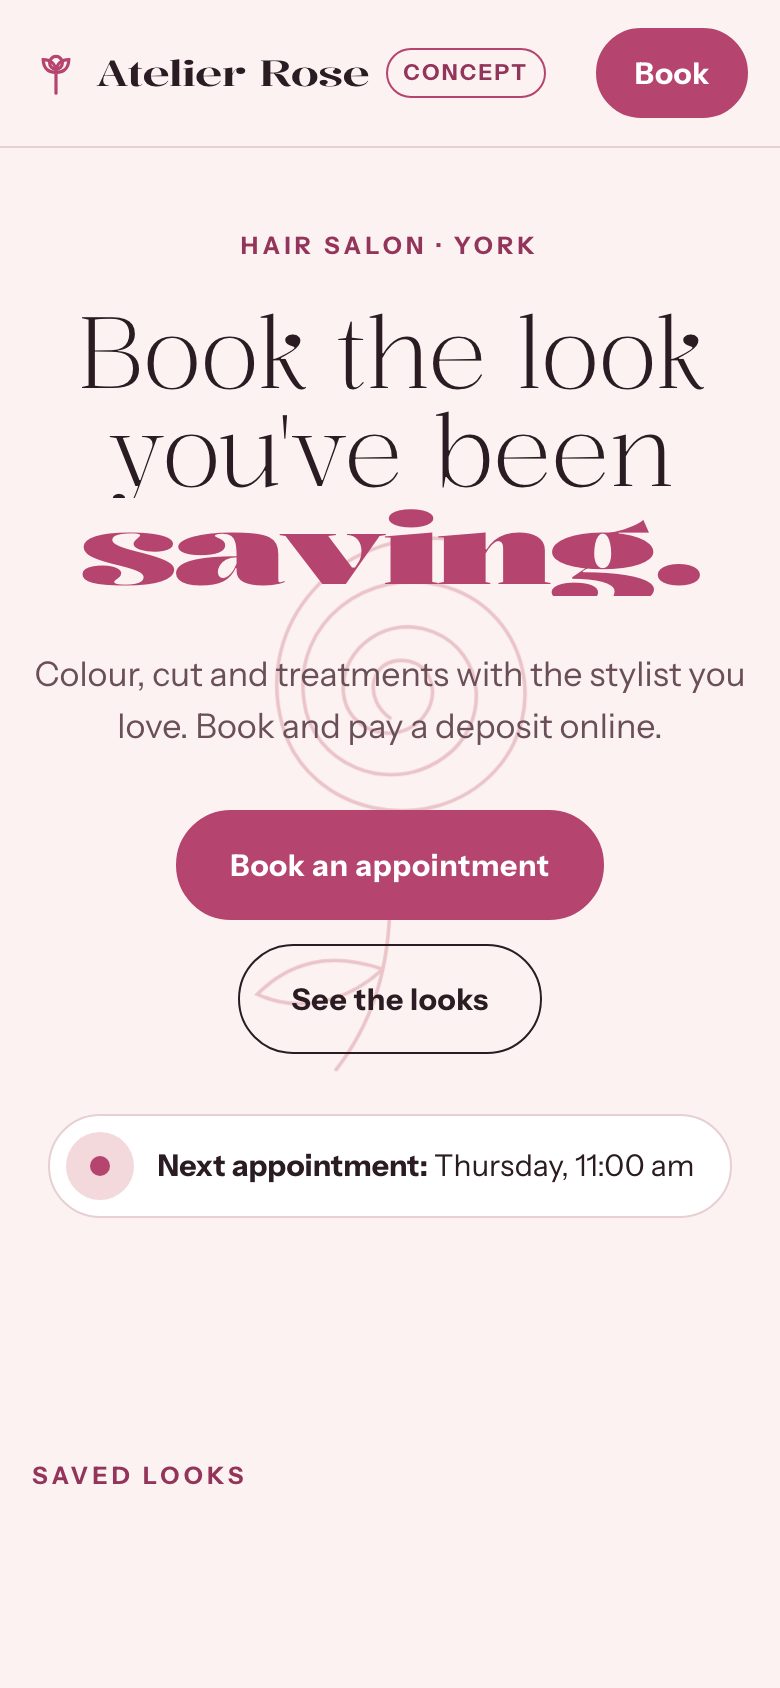 Atelier Rose CONCEPT Book
HAIR SALON · YORK
Book the look
you've been
saving.
Colour, cut and treatments with the stylist you
love. Book and pay a deposit online.
Book an appointment
See the looks
Next appointment: Thursday, 11:00 am
SAVED LOOKS